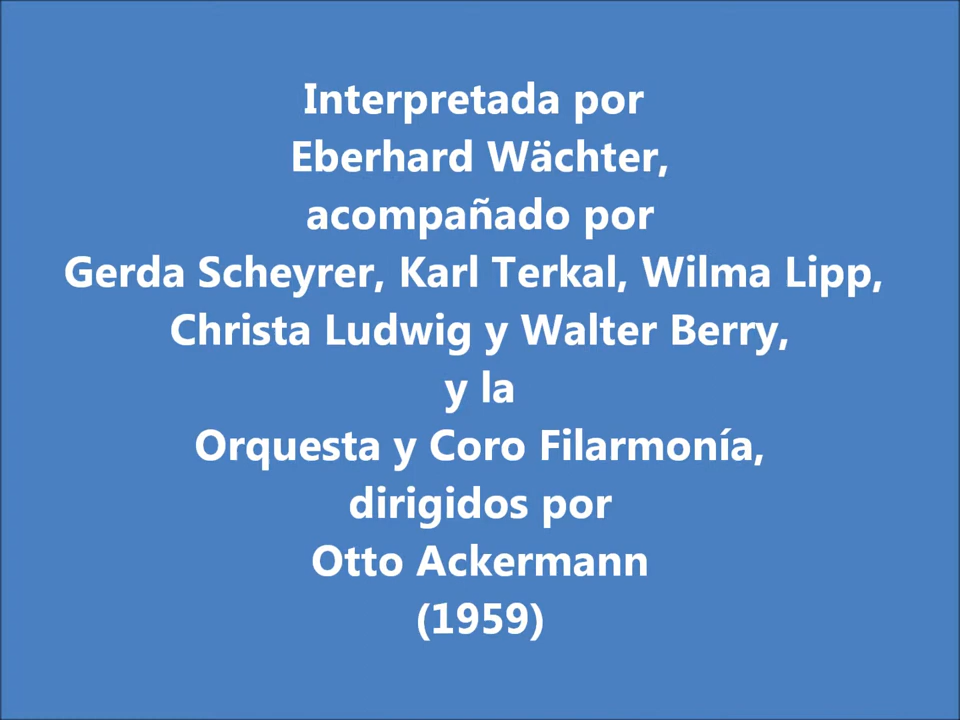 Interpretada por
Eberhard Wächter,
acompañado por
Gerda Scheyrer, Karl Terkal, Wilma Lipp,
Christa Ludwig y Walter Berry,
y la
Orquesta y Coro Filarmonía,
dirigidos por
Otto Ackermann
(1959)